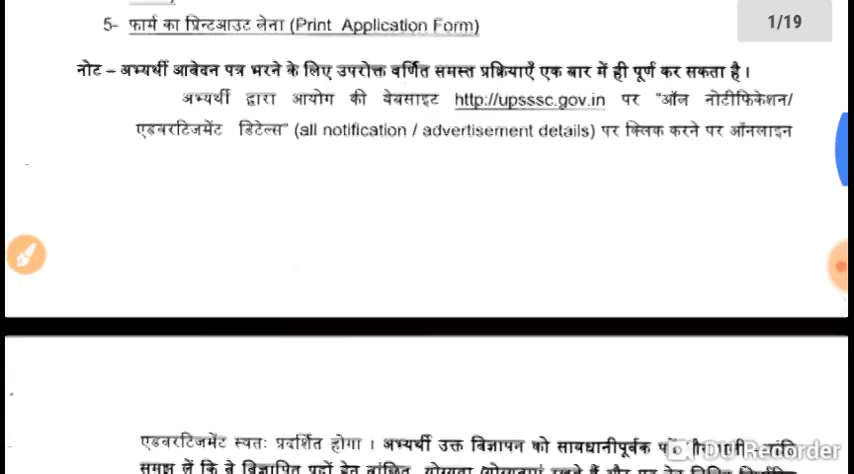 5- फार्म का प्रिन्टआउट लेना (Print Application Form)
1/19
नोट – अभ्यर्थी आवेदन पत्र भरने के लिए उपरोक्त वर्णित समस्त प्रक्रियाएँ एक बार में ही पूर्ण कर सकता है।
अभ्यर्थी द्वारा आयोग की वेबसाइट http://upsssc.gov.in पर "ऑल नोटीफिकेशन/
एडवरटिजमेंट डिटेल्स" (all notification / advertisement details) पर क्लिक करने पर ऑनलाइन
एडवरटिजमेंट स्वतः प्रदर्शित होगा । अभ्यर्थी उक्त विज्ञापन को सावधानीपूर्वक
DU Recorder
समझ लें कि वे विज्ञापित पदों हेतु वांछित